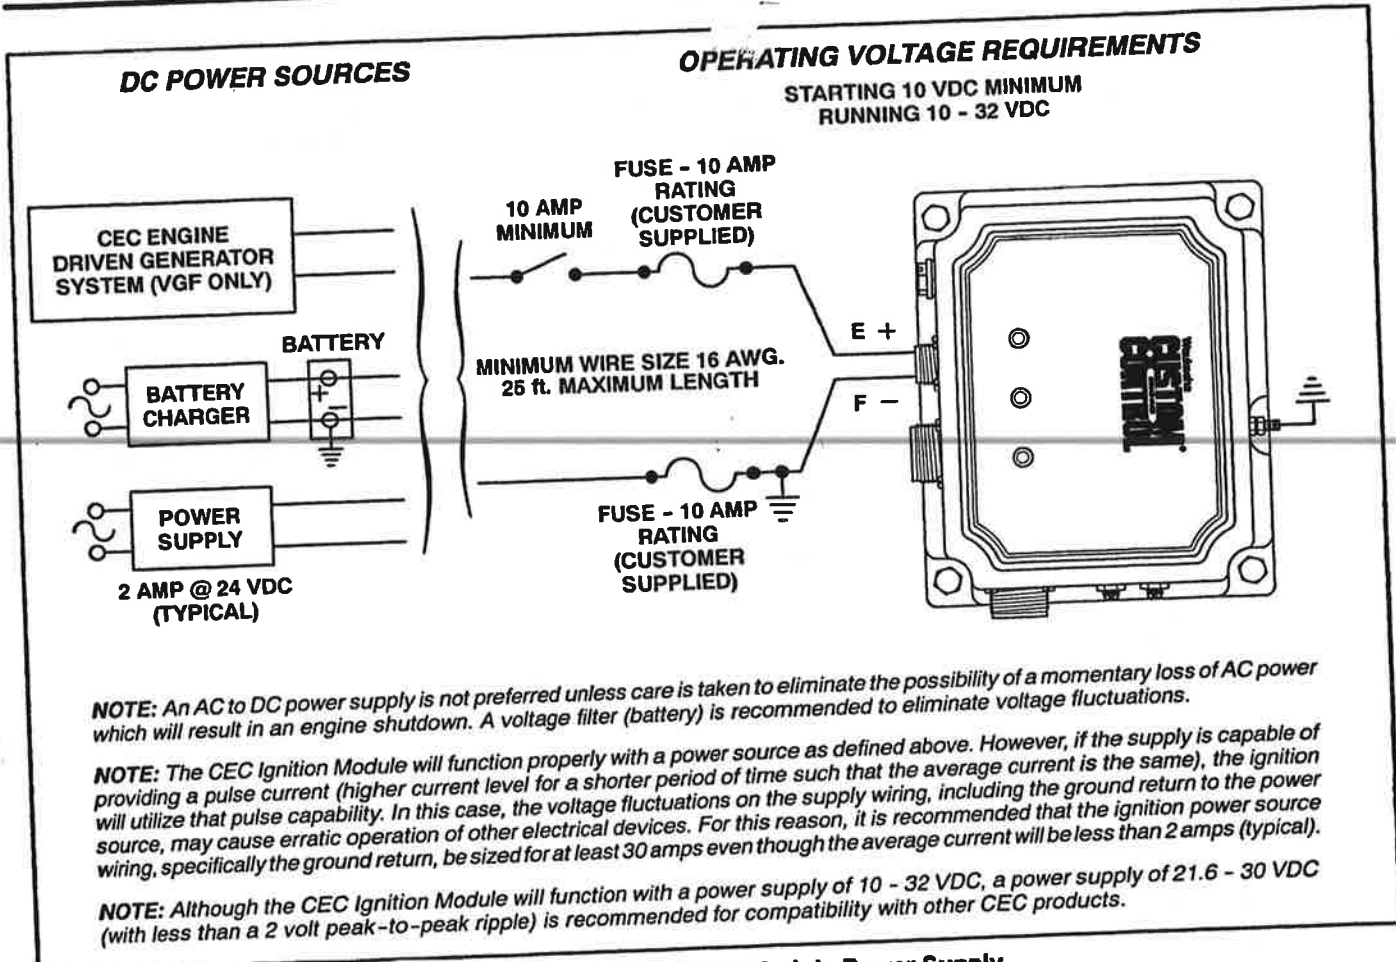 DC POWER SOURCES
OPERATING VOLTAGE REQUIREMENTS
STARTING 10 VDC MINIMUM
RUNNING 10 - 32 VDC
FUSE - 10 AMP
RATING
(CUSTOMER
SUPPLIED)
10 AMP
MINIMUM
CEC ENGINE
DRIVEN GENERATOR
SYSTEM (VGF ONLY)
E +
BATTERY
MINIMUM WIRE SIZE 16 AWG.
25 ft. MAXIMUM LENGTH
BATTERY
CHARGER
+
-
F -
Waukesha
CUSTOM
CONTROL
POWER
SUPPLY
FUSE - 10 AMP
RATING
(CUSTOMER
SUPPLIED)
2 AMP @ 24 VDC
(TYPICAL)
NOTE: An AC to DC power supply is not preferred unless care is taken to eliminate the possibility of a momentary loss of AC power
which will result in an engine shutdown. A voltage filter (battery) is recommended to eliminate voltage fluctuations.
NOTE: The CEC Ignition Module will function properly with a power source as defined above. However, if the supply is capable of
providing a pulse current (higher current level for a shorter period of time such that the average current is the same), the ignition
will utilize that pulse capability. In this case, the voltage fluctuations on the supply wiring, including the ground return to the power
source, may cause erratic operation of other electrical devices. For this reason, it is recommended that the ignition power source
wiring, specifically the ground return, be sized for at least 30 amps even though the average current will be less than 2 amps (typical).
NOTE: Although the CEC Ignition Module will function with a power supply of 10 - 32 VDC, a power supply of 21.6 - 30 VDC
(with less than a 2 volt peak-to-peak ripple) is recommended for compatibility with other CEC products.
Power Supply